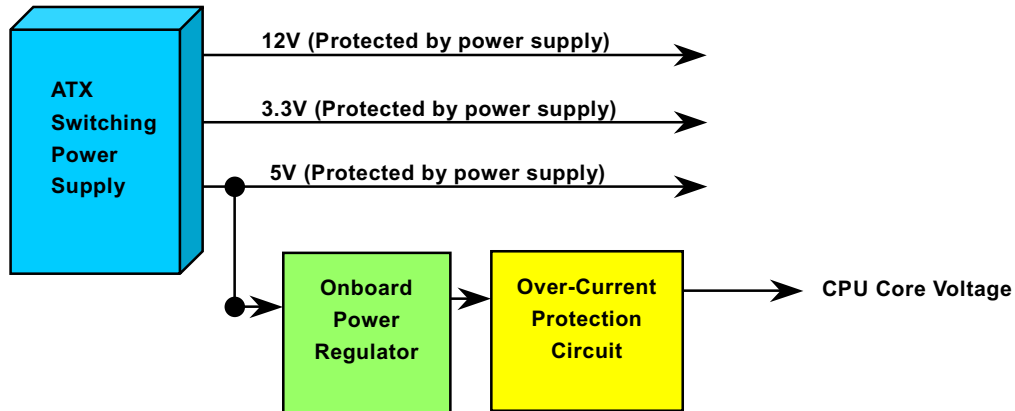 12V (Protected by power supply)
ATX
Switching
Power
Supply
3.3V (Protected by power supply)
5V (Protected by power supply)
Onboard
Power
Regulator
Over-Current
Protection
Circuit
CPU Core Voltage